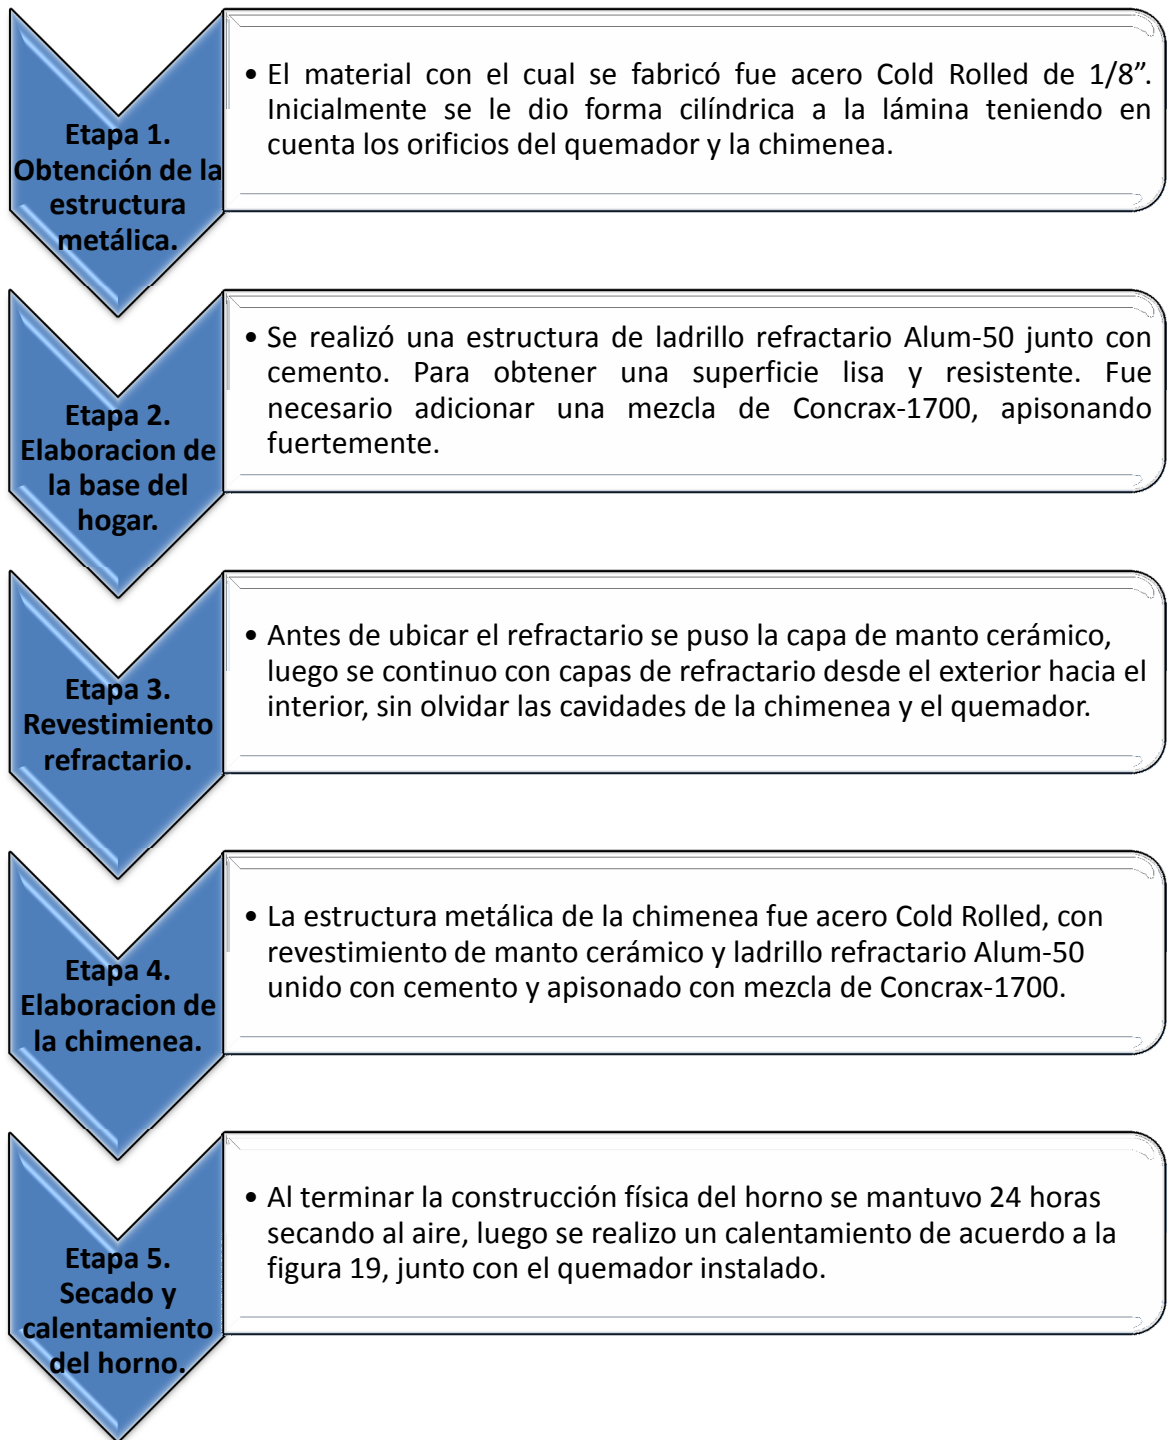 Etapa 1.
Obtención de la
estructura
metálica.
• El material con el cual se fabricó fue acero Cold Rolled de 1/8”.
Inicialmente se le dio forma cilíndrica a la lámina teniendo en
cuenta los orificios del quemador y la chimenea.
Etapa 2.
Elaboracion de
la base del
hogar.
• Se realizó una estructura de ladrillo refractario Alum-50 junto con
cemento. Para obtener una superficie lisa y resistente. Fue
necesario adicionar una mezcla de Concrax-1700, apisonando
fuertemente.
Etapa 3.
Revestimiento
refractario.
• Antes de ubicar el refractario se puso la capa de manto cerámico,
luego se continuo con capas de refractario desde el exterior hacia el
interior, sin olvidar las cavidades de la chimenea y el quemador.
Etapa 4.
Elaboracion de
la chimenea.
• La estructura metálica de la chimenea fue acero Cold Rolled, con
revestimiento de manto cerámico y ladrillo refractario Alum-50
unido con cemento y apisonado con mezcla de Concrax-1700.
Etapa 5.
Secado y
calentamiento
del horno.
• Al terminar la construcción física del horno se mantuvo 24 horas
secando al aire, luego se realizo un calentamiento de acuerdo a la
figura 19, junto con el quemador instalado.